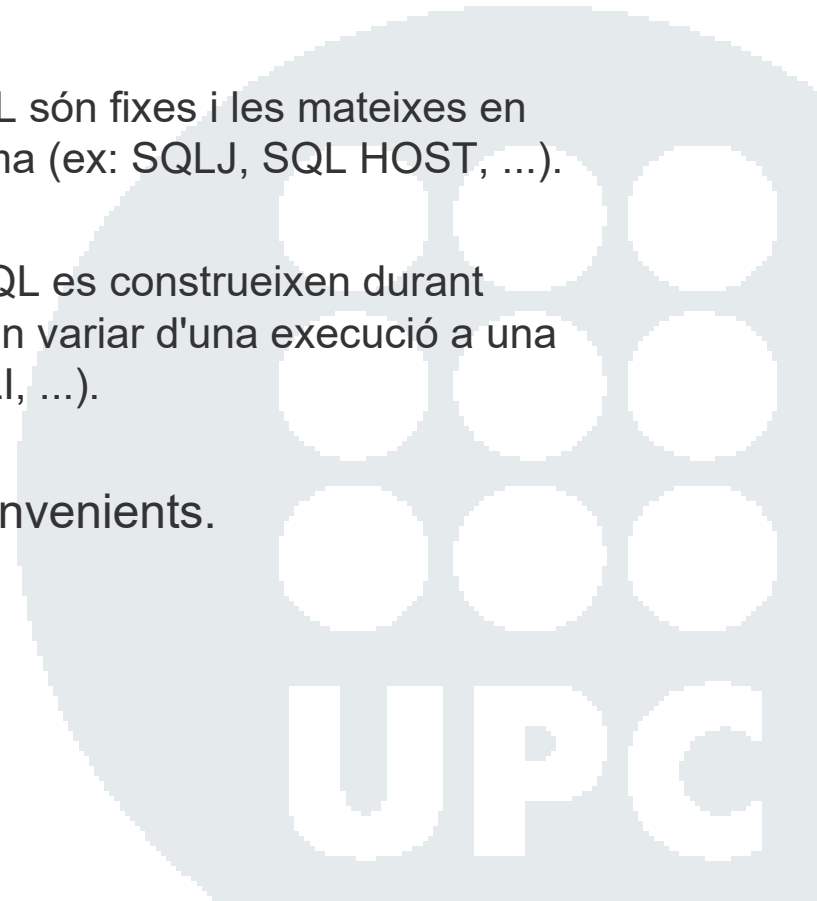 L són fixes i les mateixes en
ma (ex: SQLJ, SQL HOST, ...).
QL es construeixen durant
n variar d'una execució a una
I, ...).
nvenients.
UPC